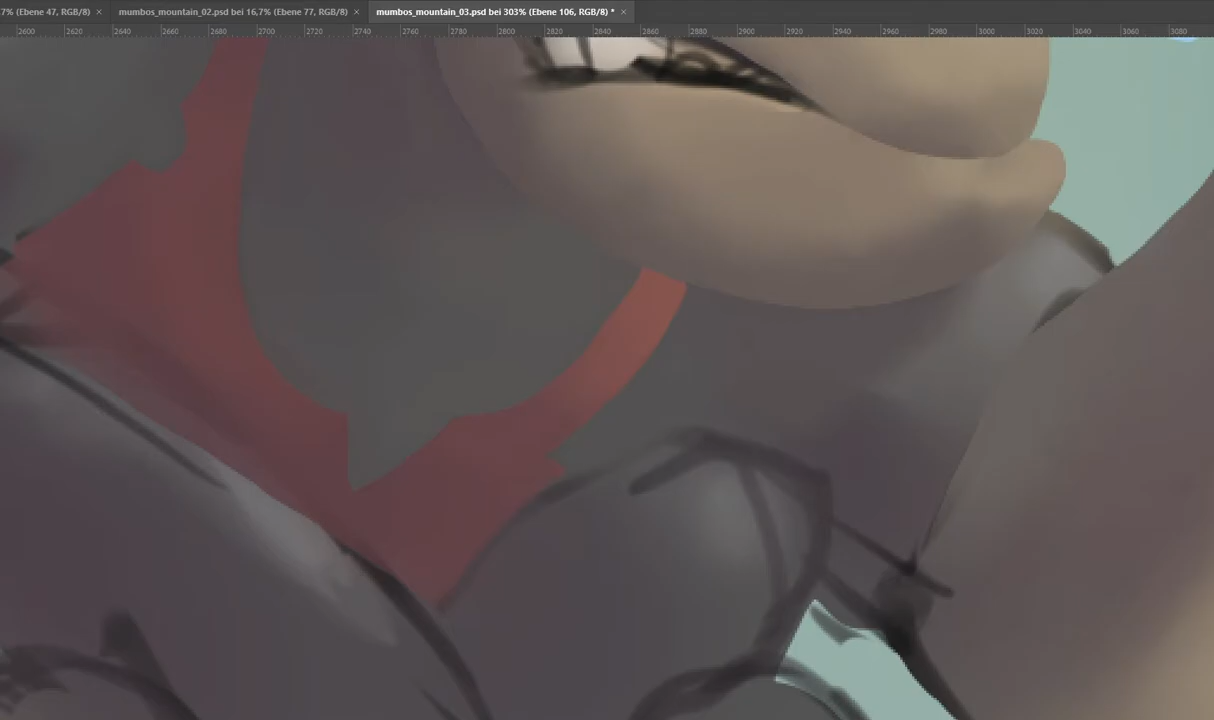 7% (Ebene 47, RGB/8) × mumbos_mountain_02.psd bei 16,7% (Ebene 77, RGB/8) × mumbos_mountain_03.psd bei 303% (Ebene 106, RGB/8) * ×
2600 2620 2640 2660 2680 2700 2720 2740 2760 2780 2800 2820 2840 2860 2880 2900 2920 2940 2960 2980 3000 3020 3040 3060 3080